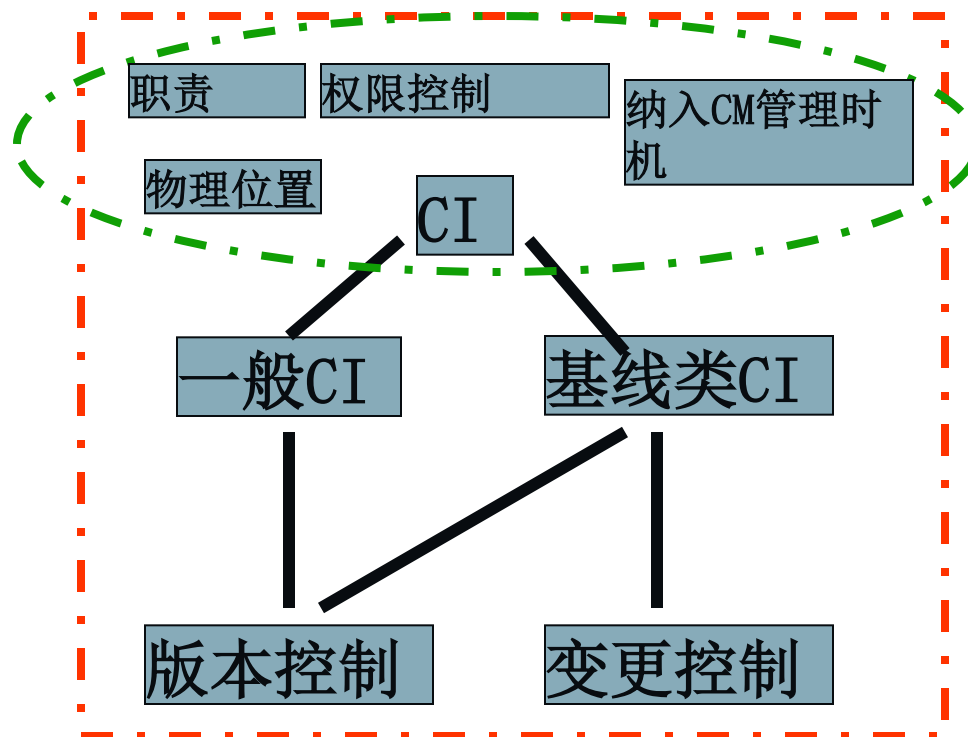 职责
权限控制
纳入CM管理时
机
物理位置
CI
一般CI
基线类CI
版本控制
变更控制